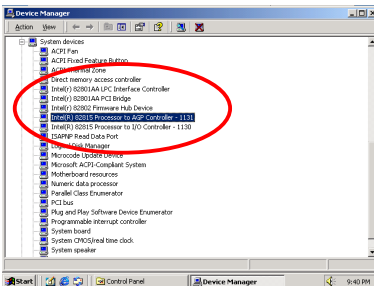 Device Manager
Action View
System devices
ACPI Fan
ACPI Fixed Feature Button
ACPI Thermal Zone
Direct memory access controller
Intel(r) 82801AA LPC Interface Controller
Intel(r) 82801AA PCI Bridge
Intel(r) 82802 Firmware Hub Device
Intel(R) 82815 Processor to AGP Controller - 1131
Intel(R) 82815 Processor to I/O Controller - 1130
ISAPNP Read Data Port
Logical Disk Manager
Microcode Update Device
Microsoft ACPI-Compliant System
Motherboard resources
Numeric data processor
Parallel Class Enumerator
PCI bus
Plug and Play Software Device Enumerator
Programmable interrupt controller
System board
System CMOS/real time clock
System speaker
Start Control Panel Device Manager 9:40 PM